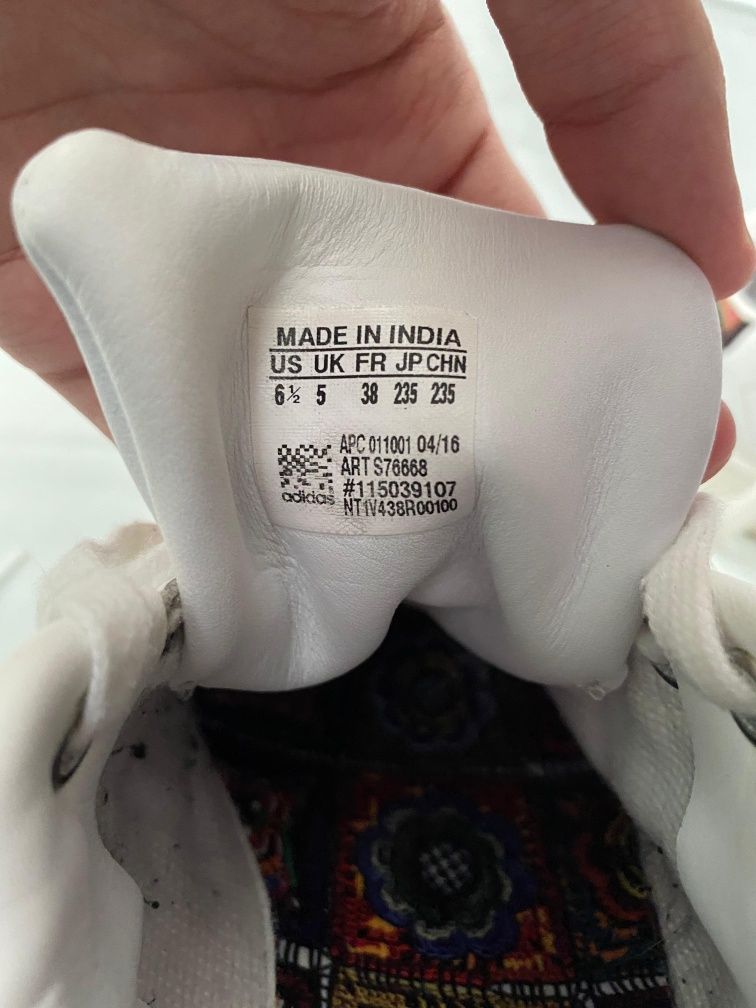 MADE IN INDIA
US UK FR JP CHN
6½ 5 38 235 235
APC 011001 04/16
ART S76668
#115039107
adidas NT1V438R00100